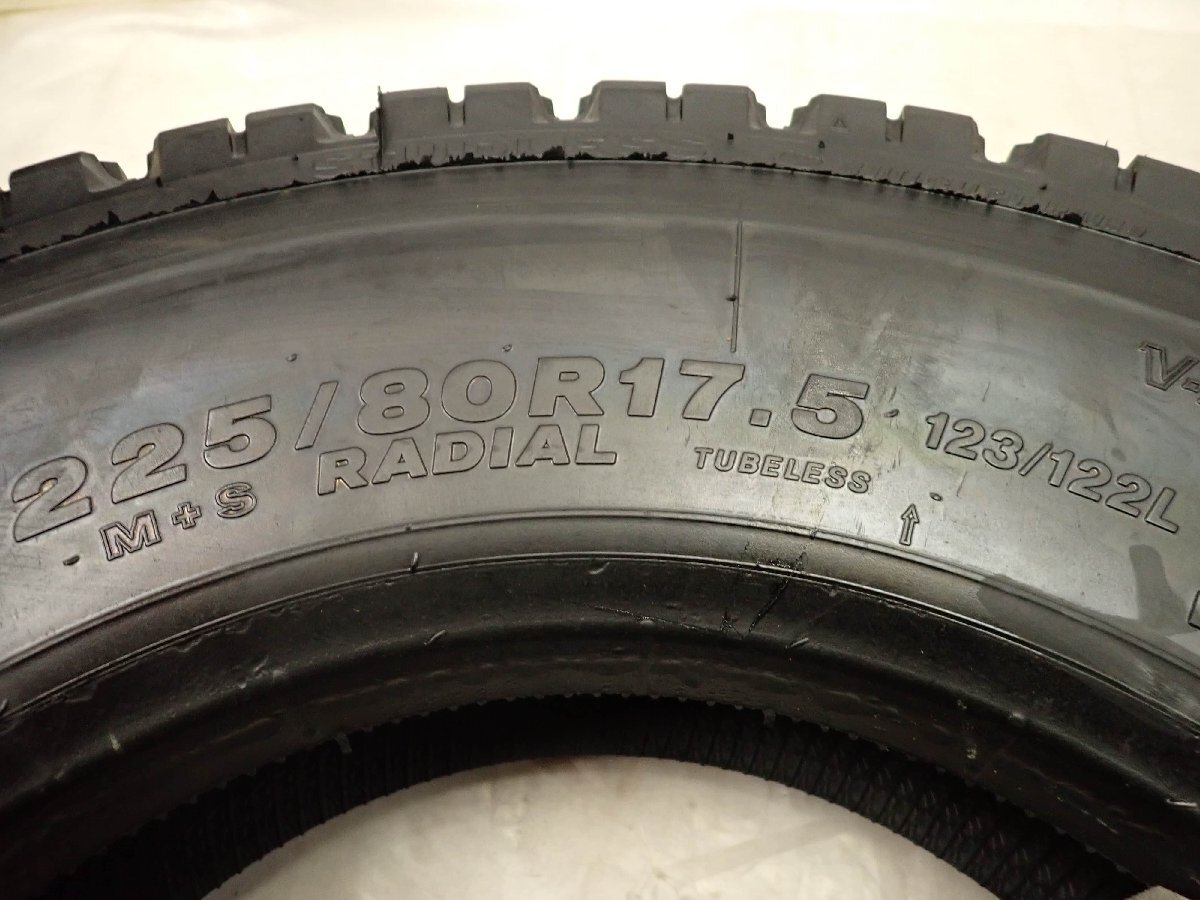 225/80R17.5 123/122L
M+S RADIAL TUBELESS ↑